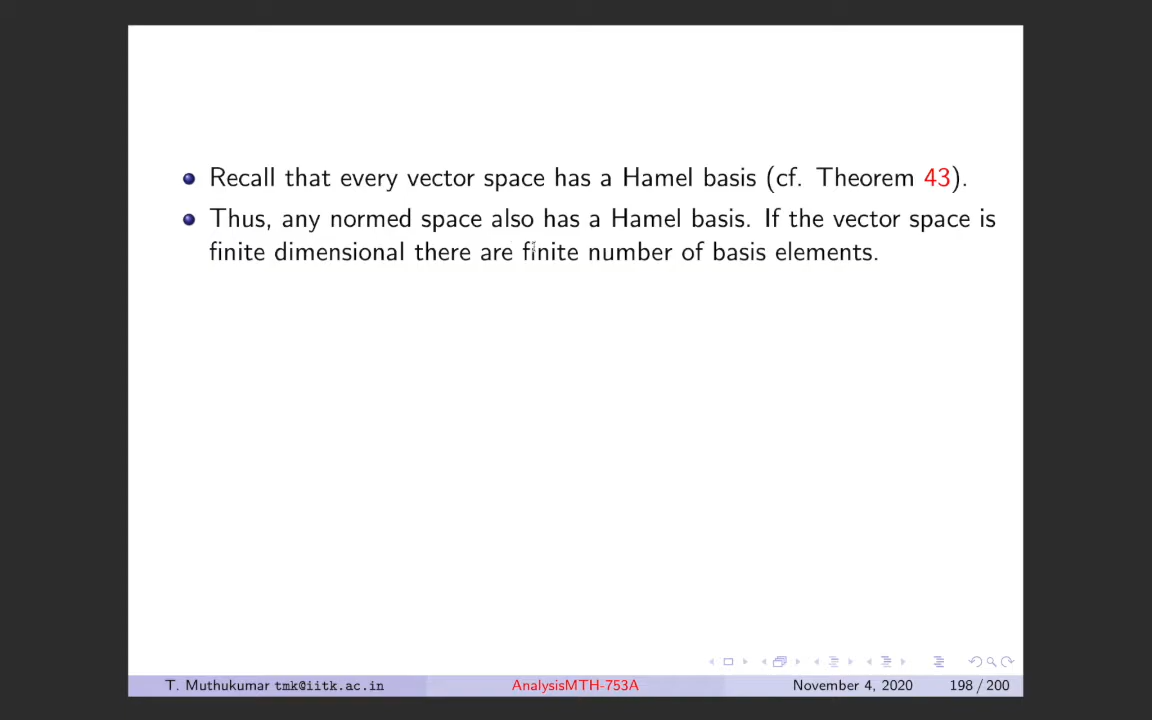 Recall that every vector space has a Hamel basis (cf. Theorem 43).
Thus, any normed space also has a Hamel basis. If the vector space is
finite dimensional there are finite number of basis elements.
T. Muthukumar tmk@iitk.ac.in AnalysisMTH-753A November 4, 2020 198 / 200